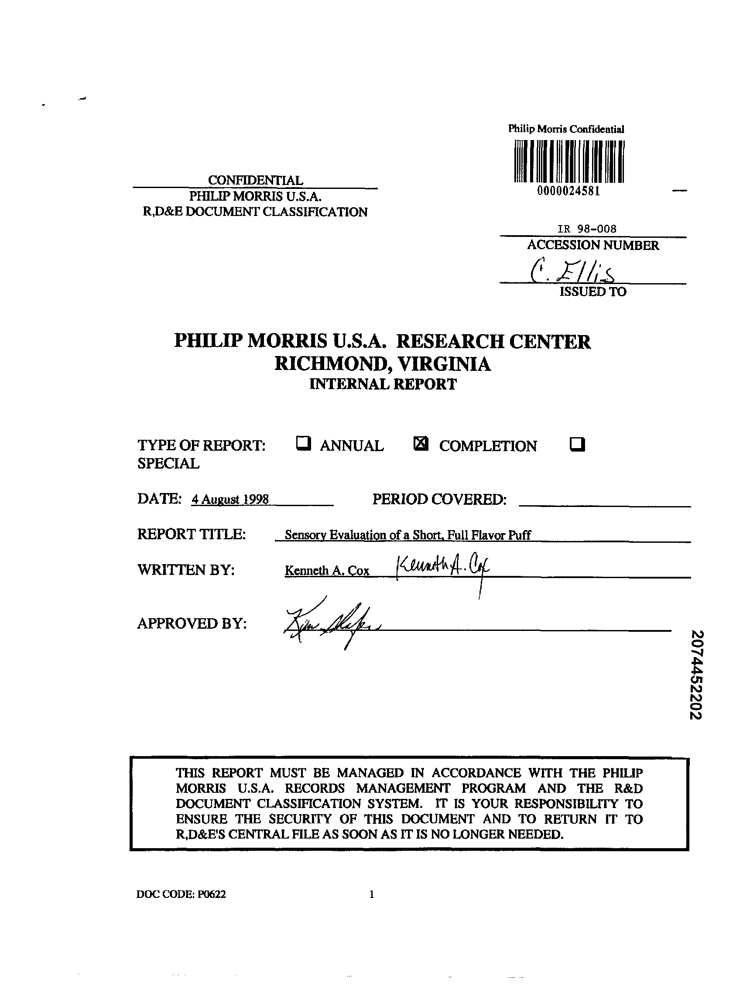 Philip Morris Confidential
0000024581
CONFIDENTIAL
PHILIP MORRIS U.S.A.
R,D&E DOCUMENT CLASSIFICATION
IR 98-008
ACCESSION NUMBER
C. Ellis
ISSUED TO
PHILIP MORRIS U.S.A. RESEARCH CENTER
RICHMOND, VIRGINIA
INTERNAL REPORT
TYPE OF REPORT: ☐ ANNUAL ☒ COMPLETION ☐
SPECIAL
DATE: 4 August 1998 PERIOD COVERED:
REPORT TITLE: Sensory Evaluation of a Short, Full Flavor Puff
WRITTEN BY: Kenneth A. Cox Kenneth A. Cox
APPROVED BY:
2074452202
THIS REPORT MUST BE MANAGED IN ACCORDANCE WITH THE PHILIP
MORRIS U.S.A. RECORDS MANAGEMENT PROGRAM AND THE R&D
DOCUMENT CLASSIFICATION SYSTEM. IT IS YOUR RESPONSIBILITY TO
ENSURE THE SECURITY OF THIS DOCUMENT AND TO RETURN IT TO
R,D&E'S CENTRAL FILE AS SOON AS IT IS NO LONGER NEEDED.
DOC CODE: P0622 1